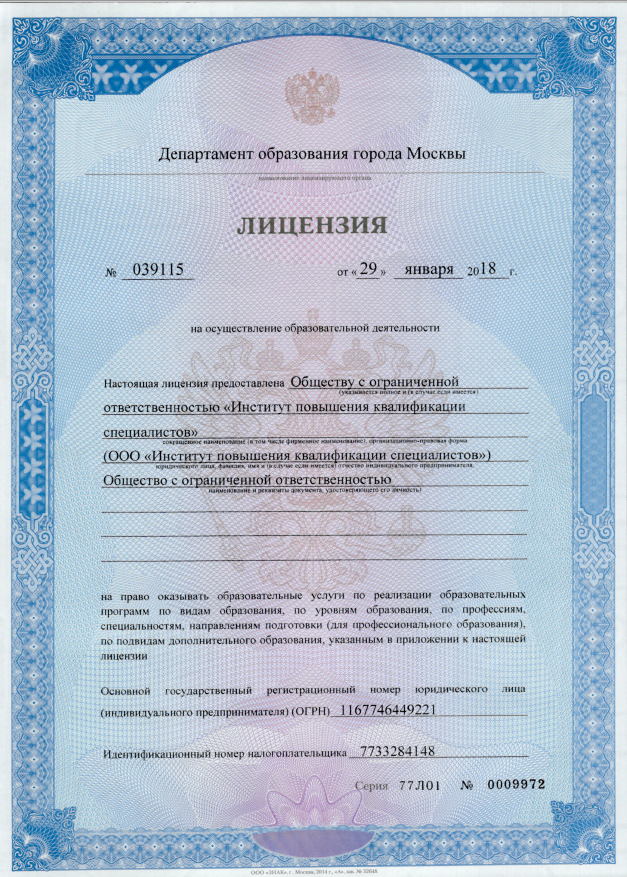 Департамент образования города Москвы
наименование лицензирующего органа
ЛИЦЕНЗИЯ
№ 039115 от « 29 » января 2018 г.
на осуществление образовательной деятельности
Настоящая лицензия предоставлена Обществу с ограниченной
(указывается полное и (в случае если имеется)
ответственностью «Институт повышения квалификации
специалистов»
сокращенное наименование (в том числе фирменное наименование), организационно-правовая форма
(ООО «Институт повышения квалификации специалистов»)
юридического лица, фамилия, имя и (в случае если имеется) отчество индивидуального предпринимателя,
Общество с ограниченной ответственностью
наименование и реквизиты документа, удостоверяющего его личность)
на право оказывать образовательные услуги по реализации образовательных
программ по видам образования, по уровням образования, по профессиям,
специальностям, направлениям подготовки (для профессионального образования),
по подвидам дополнительного образования, указанным в приложении к настоящей
лицензии
Основной государственный регистрационный номер юридического лица
(индивидуального предпринимателя) (ОГРН) 1167746449221
Идентификационный номер налогоплательщика 7733284148
Серия 77Л01 № 0009972
ООО «ЗНАК», г. Москва, 2014 г., «А», зак. №